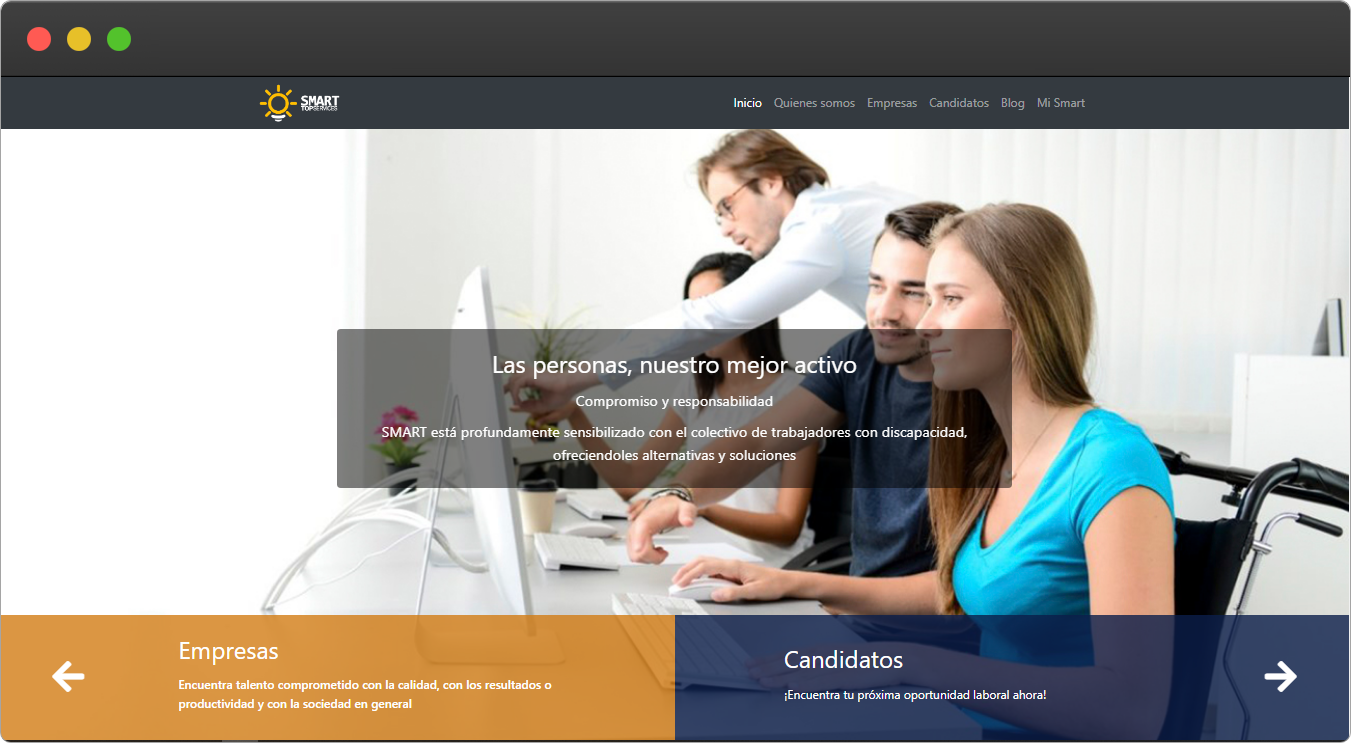 SMART
TOPSERVICES
Inicio Quienes somos Empresas Candidatos Blog Mi Smart
Las personas, nuestro mejor activo
Compromiso y responsabilidad
SMART está profundamente sensibilizado con el colectivo de trabajadores con discapacidad,
ofreciendoles alternativas y soluciones
Empresas
Encuentra talento comprometido con la calidad, con los resultados o
productividad y con la sociedad en general
Candidatos
¡Encuentra tu próxima oportunidad laboral ahora!